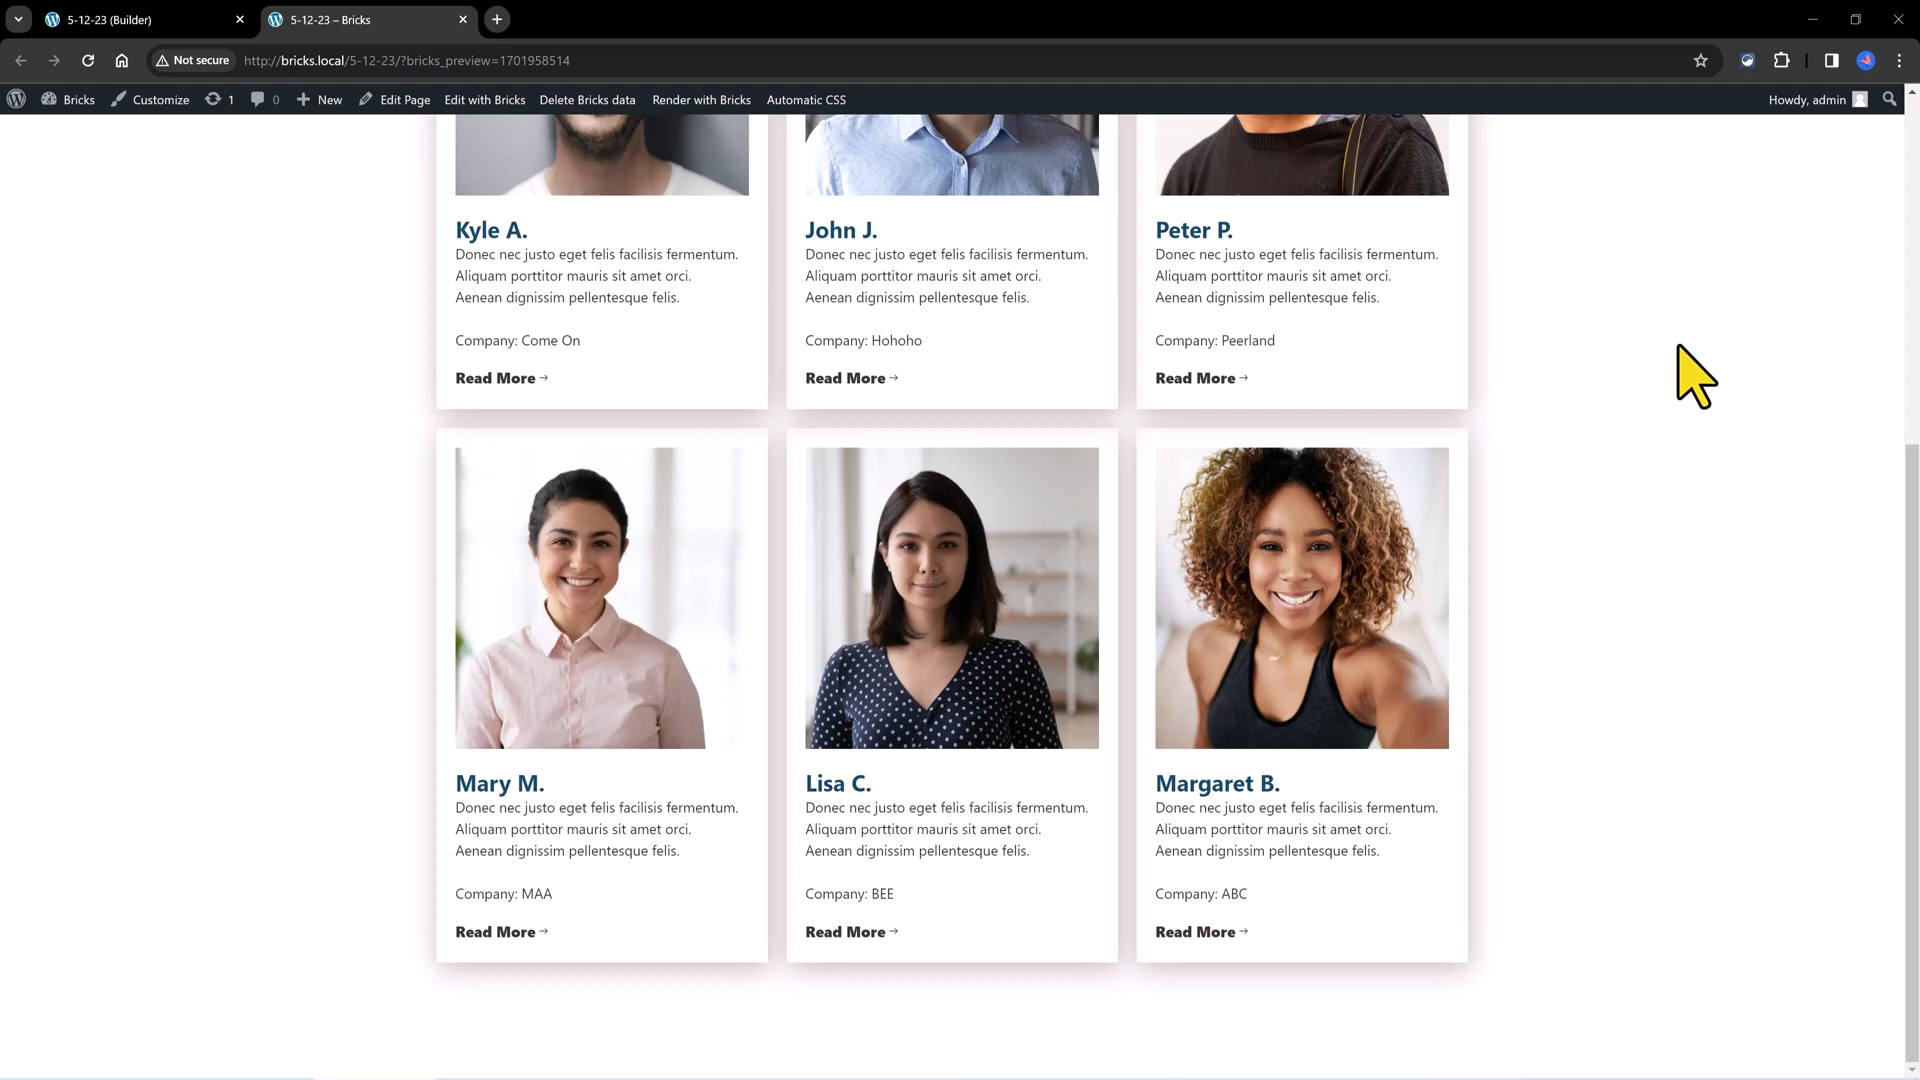 5-12-23 (Builder)
5-12-23 – Bricks
Not secure http://bricks.local/5-12-23/?bricks_preview=1701958514
Bricks Customize 1 0 New Edit Page Edit with Bricks Delete Bricks data Render with Bricks Automatic CSS Howdy, admin
Kyle A.
Donec nec justo eget felis facilisis fermentum.
Aliquam porttitor mauris sit amet orci.
Aenean dignissim pellentesque felis.
Company: Come On
Read More→
John J.
Donec nec justo eget felis facilisis fermentum.
Aliquam porttitor mauris sit amet orci.
Aenean dignissim pellentesque felis.
Company: Hohoho
Read More→
Peter P.
Donec nec justo eget felis facilisis fermentum.
Aliquam porttitor mauris sit amet orci.
Aenean dignissim pellentesque felis.
Company: Peerland
Read More→
Mary M.
Donec nec justo eget felis facilisis fermentum.
Aliquam porttitor mauris sit amet orci.
Aenean dignissim pellentesque felis.
Company: MAA
Read More→
Lisa C.
Donec nec justo eget felis facilisis fermentum.
Aliquam porttitor mauris sit amet orci.
Aenean dignissim pellentesque felis.
Company: BEE
Read More→
Margaret B.
Donec nec justo eget felis facilisis fermentum.
Aliquam porttitor mauris sit amet orci.
Aenean dignissim pellentesque felis.
Company: ABC
Read More→